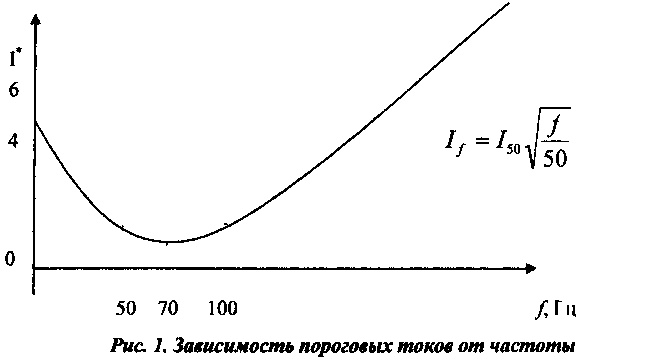 I*
6
4
I_f = I_50 √(f/50)
0
50 70 100 f, Гц
Рис. 1. Зависимость пороговых токов от частоты